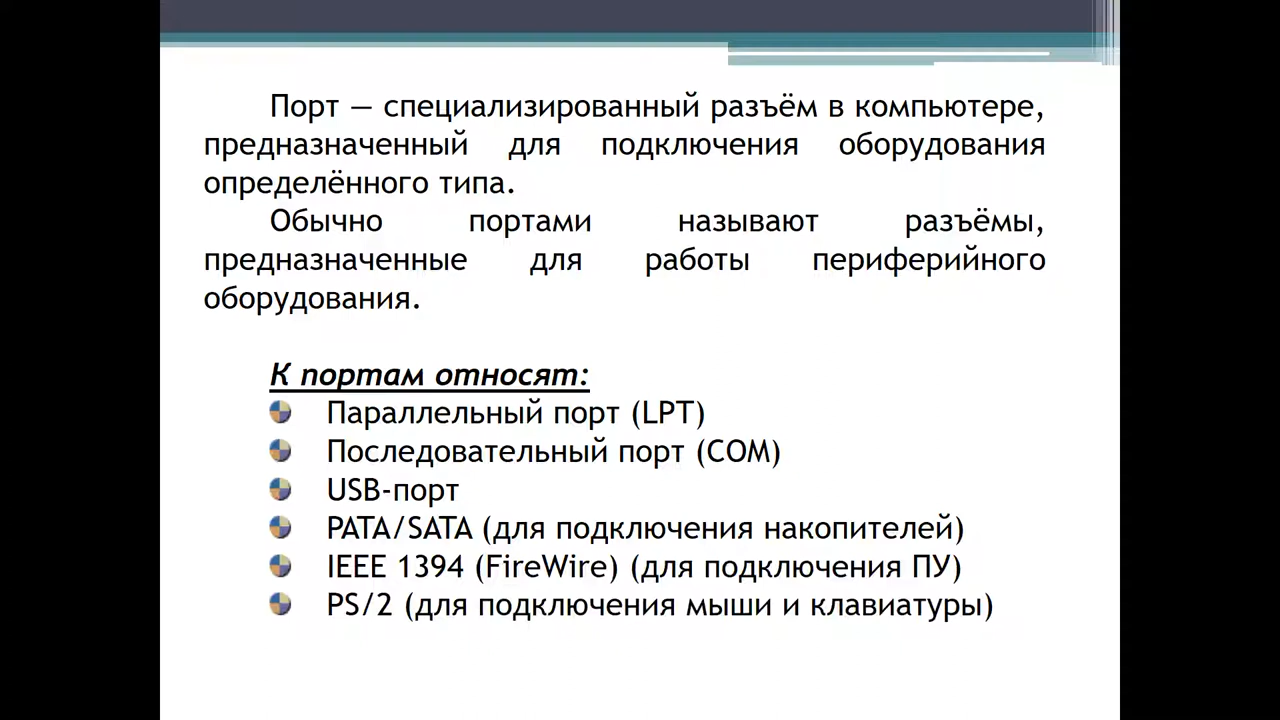 Порт — специализированный разъём в компьютере,
предназначенный для подключения оборудования
определённого типа.
Обычно портами называют разъёмы,
предназначенные для работы периферийного
оборудования.
К портам относят:
Параллельный порт (LPT)
Последовательный порт (COM)
USB-порт
PATA/SATA (для подключения накопителей)
IEEE 1394 (FireWire) (для подключения ПУ)
PS/2 (для подключения мыши и клавиатуры)